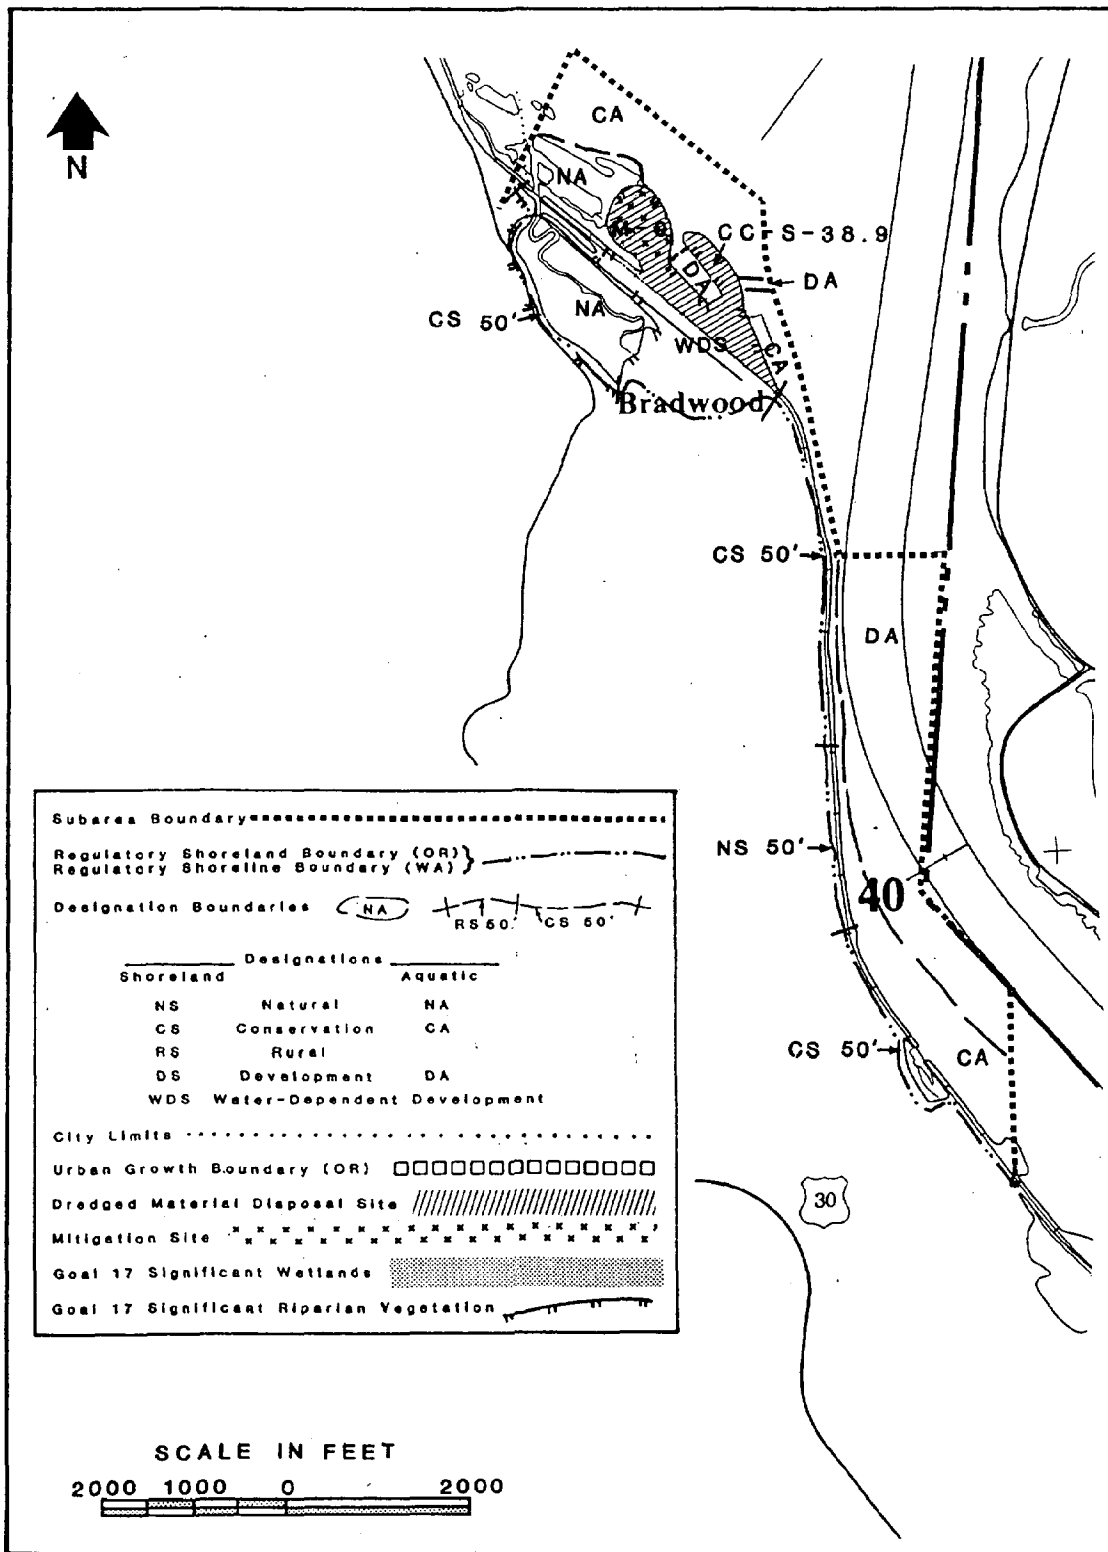 N
CA
NA
CC-S-38.9
DA
DA
CS 50'
NA
WDS
CA
Bradwood
CS 50'
DA
NS 50'
40
CS 50'
CA
30
Subarea Boundary
Regulatory Shoreland Boundary (OR)
Regulatory Shoreline Boundary (WA)
Designation Boundaries NA RS 50' CS 50'
Designations
Shoreland Aquatic
NS Natural NA
CS Conservation CA
RS Rural
DS Development DA
WDS Water-Dependent Development
City Limits
Urban Growth Boundary (OR)
Dredged Material Disposal Site
Mitigation Site
Goal 17 Significant Wetlands
Goal 17 Significant Riparian Vegetation
SCALE IN FEET
2000 1000 0 2000